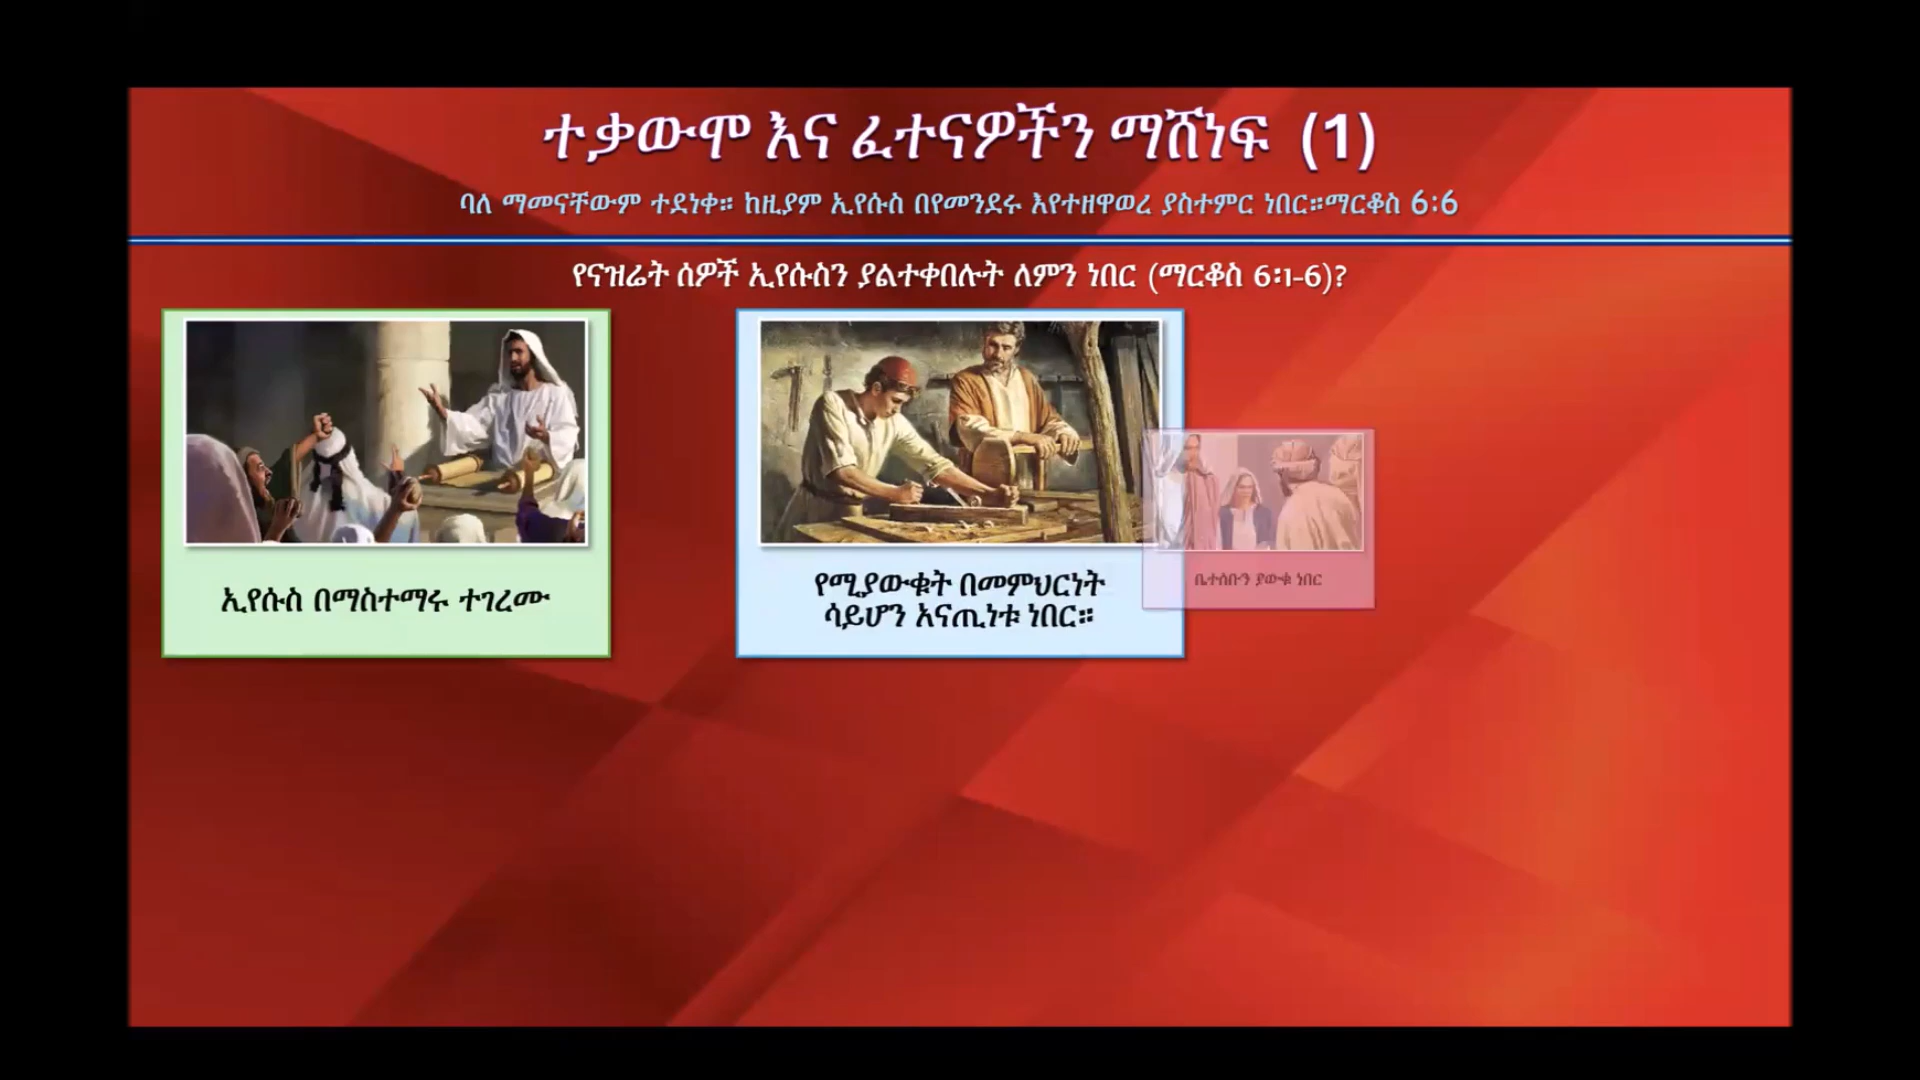 ተቃውሞ እና ፈተናዎችን ማሸነፍ (1)
ባለ ማመናቸውም ተደነቀ። ከዚያም ኢየሱስ በየመንደሩ እየተዘዋወረ ያስተምር ነበር።ማርቆስ 6:6
የናዝሬት ሰዎች ኢየሱስን ያልተቀበሉት ለምን ነበር (ማርቆስ 6፡1-6)?
ኢየሱስ በማስተማሩ ተገረሙ
የሚያውቁት በመምህርነት
ሳይሆን አናጢነቱ ነበር።
ቤተሰቡን ያውቁ ነበር